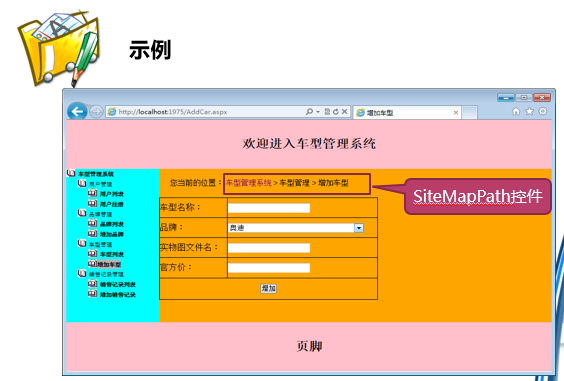 示例
http://localhost:1975/AddCar.aspx
增加车型
欢迎进入车型管理系统
车型管理系统
用户管理
用户列表
用户注册
品牌管理
品牌列表
增加品牌
车型管理
车型列表
增加车型
销售记录管理
销售记录列表
增加销售记录
您当前的位置：车型管理系统 > 车型管理 > 增加车型
SiteMapPath控件
车型名称：
品牌： 奥迪
实物图文件名：
官方价：
增加
页脚